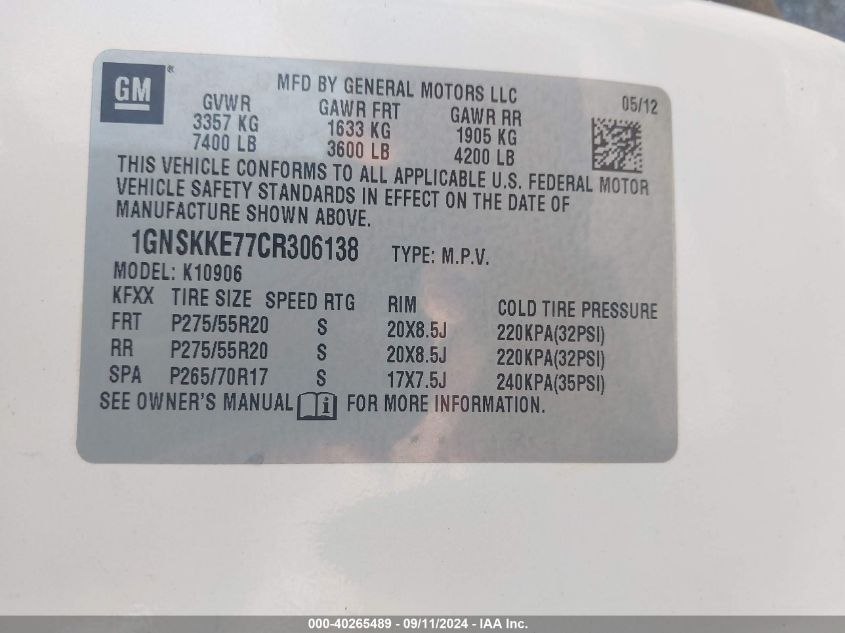 GM®
MFD BY GENERAL MOTORS LLC
05/12
GVWR GAWR FRT GAWR RR
3357 KG 1633 KG 1905 KG
7400 LB 3600 LB 4200 LB
THIS VEHICLE CONFORMS TO ALL APPLICABLE U.S. FEDERAL MOTOR
VEHICLE SAFETY STANDARDS IN EFFECT ON THE DATE OF
MANUFACTURE SHOWN ABOVE.
1GNSKKE77CR306138 TYPE: M.P.V.
MODEL: K10906
KFXX TIRE SIZE SPEED RTG RIM COLD TIRE PRESSURE
FRT P275/55R20 S 20X8.5J 220KPA(32PSI)
RR P275/55R20 S 20X8.5J 220KPA(32PSI)
SPA P265/70R17 S 17X7.5J 240KPA(35PSI)
SEE OWNER'S MANUAL i FOR MORE INFORMATION.
000-40265489 - 09/11/2024 - IAA Inc.